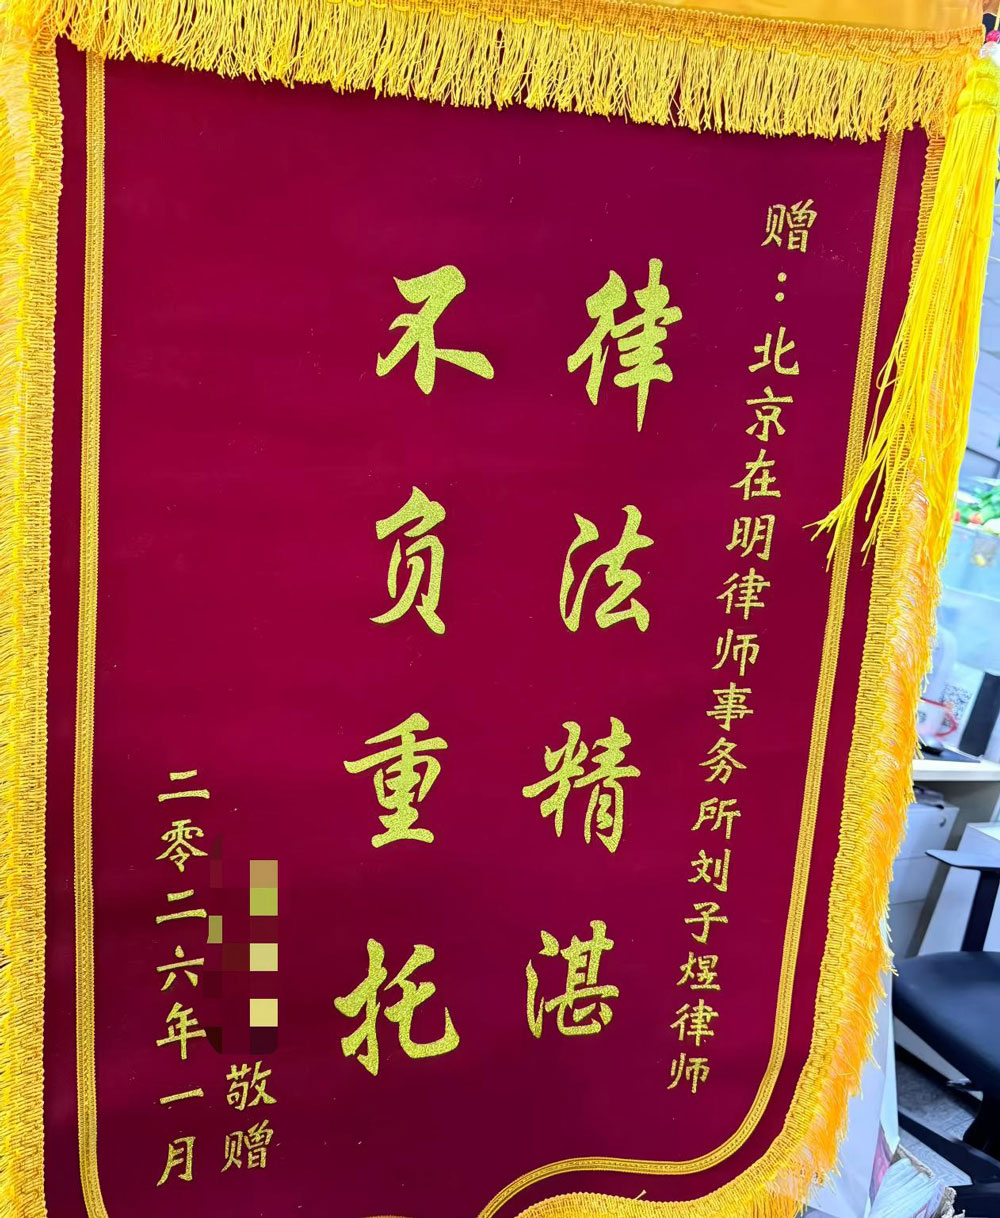 赠：北京在明律师事务所刘子煜律师
律法精湛
不负重托
敬赠
二零二六年一月